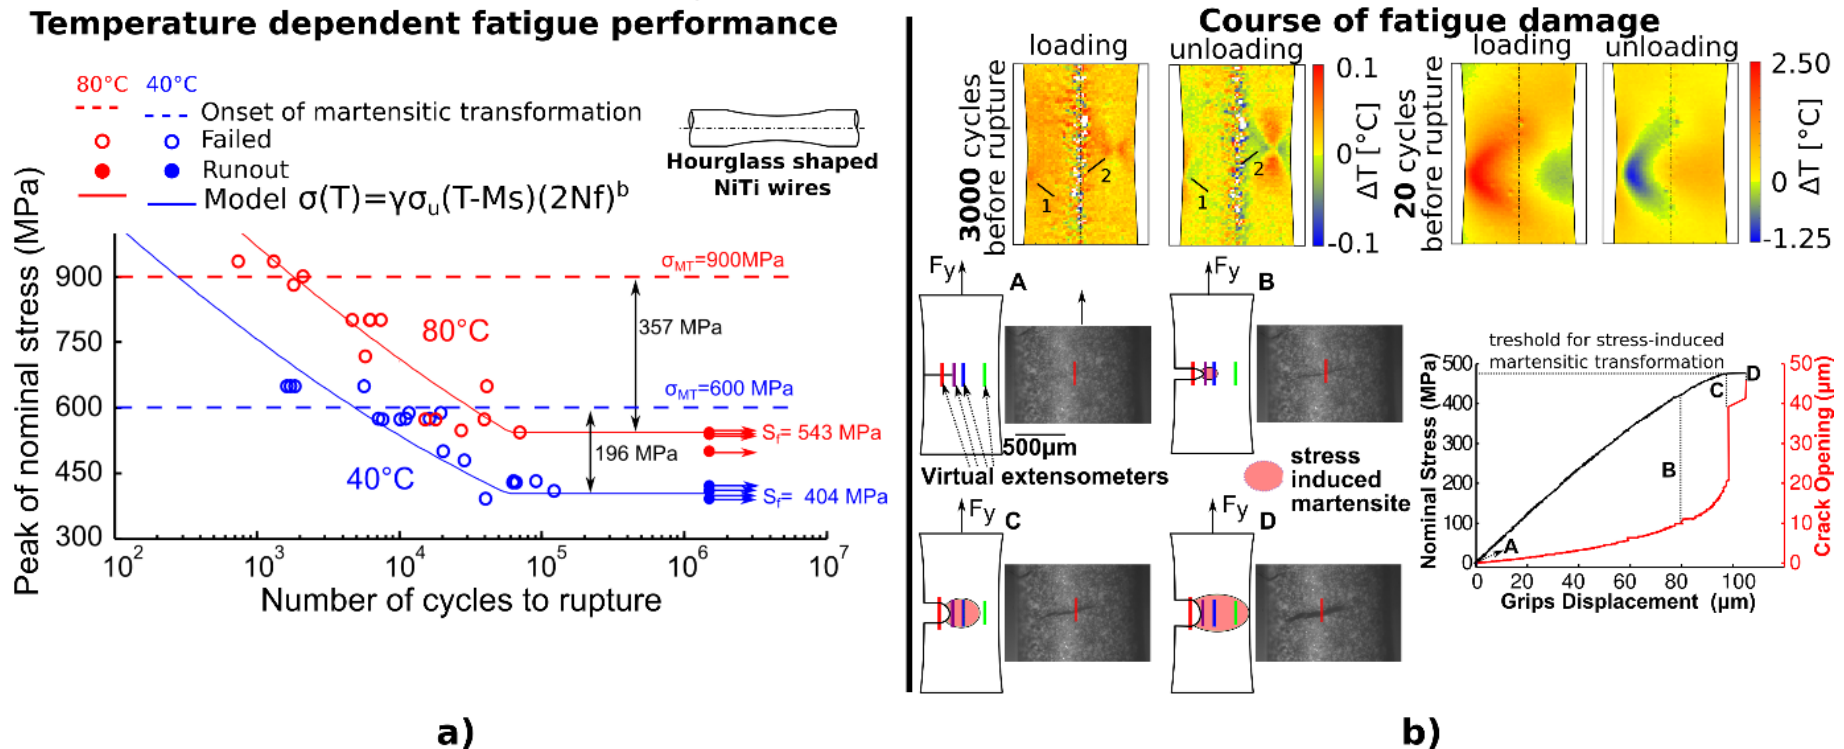 Temperature dependent fatigue performance
80°C 40°C
Onset of martensitic transformation
Failed
Runout
Model σ(T)=γσu(T-Ms)(2Nf)ᵇ
Hourglass shaped
NiTi wires
Peak of nominal stress (MPa)
900
750
600
450
300
σMT=900MPa
357 MPa
80°C
σMT=600 MPa
Sf= 543 MPa
196 MPa
40°C
Sf= 404 MPa
10² 10³ 10⁴ 10⁵ 10⁶ 10⁷
Number of cycles to rupture
a)
Course of fatigue damage
loading unloading
3000 cycles
before rupture
1 2
1 2
0.1
0
-0.1
ΔT [°C]
loading unloading
20 cycles
before rupture
2.50
0
-1.25
ΔT [°C]
Fy A
Fy B
500µm
Virtual extensometers
stress
induced
martensite
Fy C
Fy D
treshold for stress-induced
martensitic transformation
Nominal Stress (MPa)
500
400
300
200
100
0
A
B
C
D
50
40
30
20
10
0
Crack Opening (µm)
0 20 40 60 80 100
Grips Displacement (µm)
b)